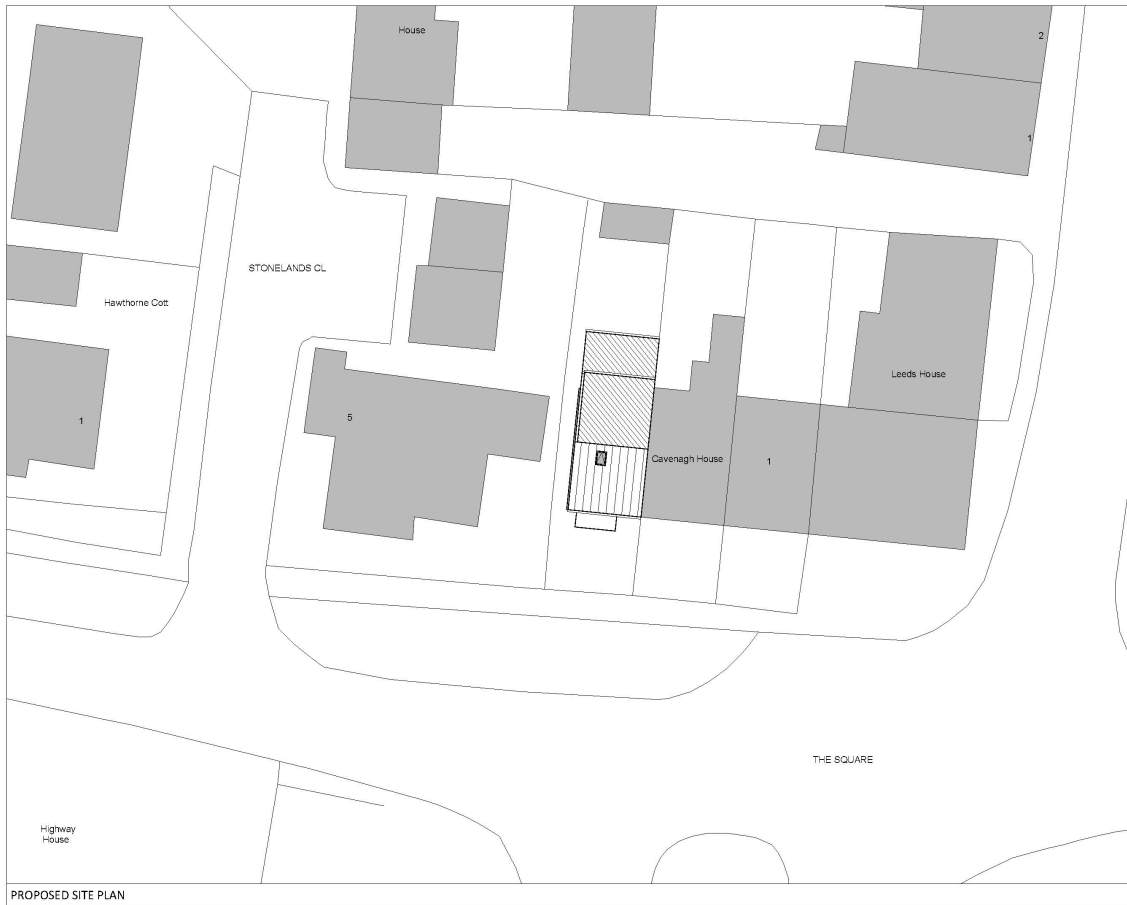 House
2
1
STONELANDS CL
Hawthorne Cott
Leeds House
5
1
Cavenagh House
1
THE SQUARE
Highway
House
PROPOSED SITE PLAN